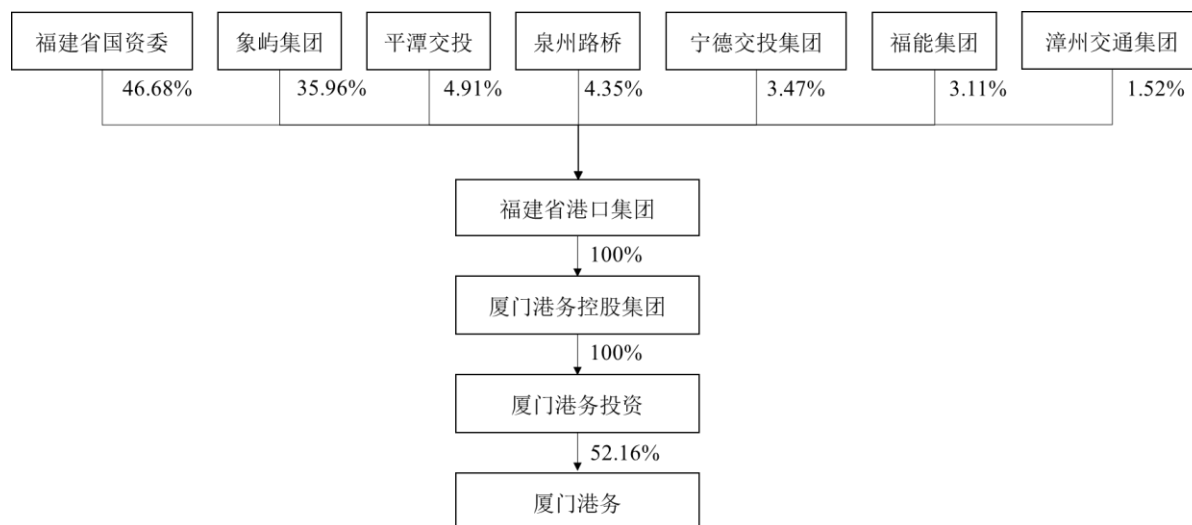 福建省国资委 象屿集团 平潭交投 泉州路桥 宁德交投集团 福能集团 漳州交通集团
46.68% 35.96% 4.91% 4.35% 3.47% 3.11% 1.52%
福建省港口集团
100%
厦门港务控股集团
100%
厦门港务投资
52.16%
厦门港务